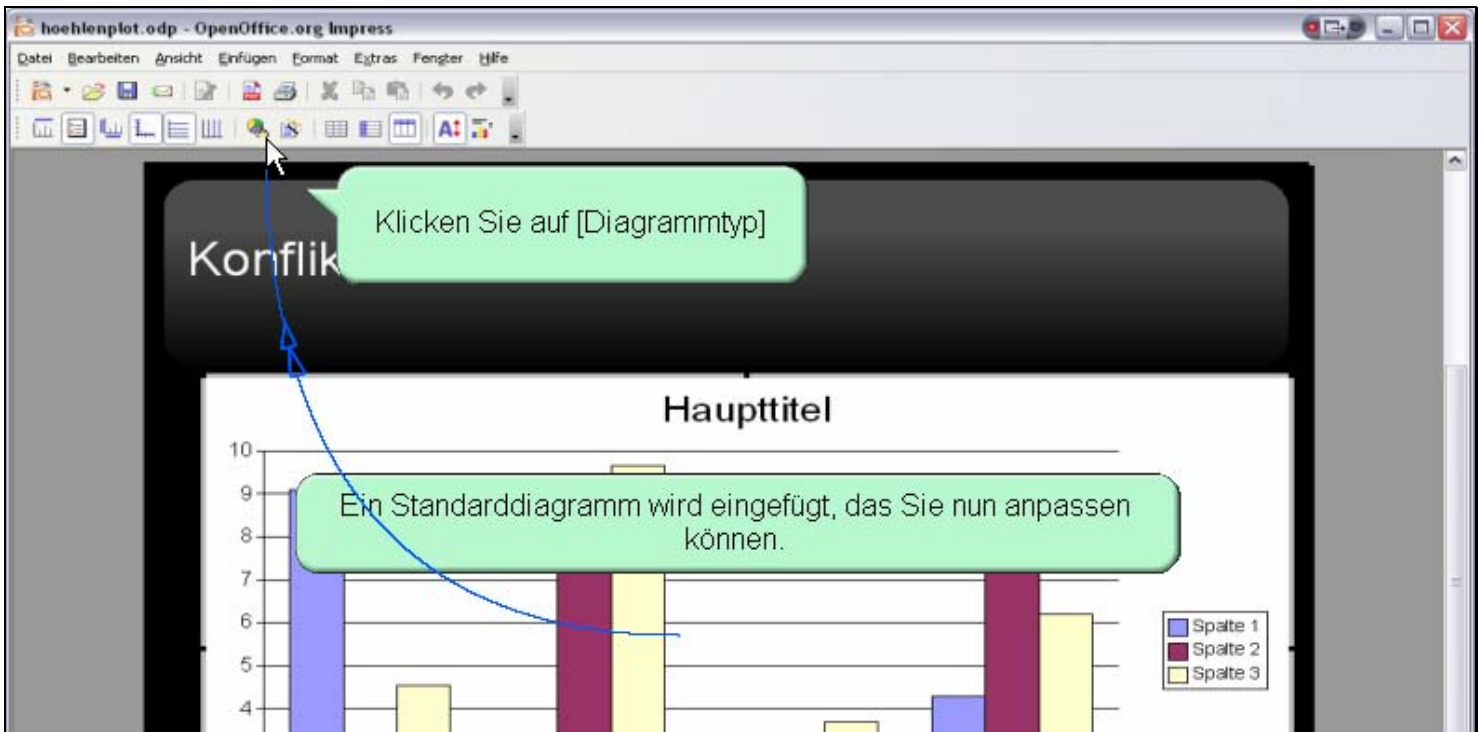 hoehlenplot.odp - OpenOffice.org Impress
Datei Bearbeiten Ansicht Einfügen Format Extras Fenster Hilfe
Klicken Sie auf [Diagrammtyp]
Konflik
Haupttitel
10
9
Ein Standarddiagramm wird eingefügt, das Sie nun anpassen
können.
8
7
6
5
4
Spalte 1
Spalte 2
Spalte 3